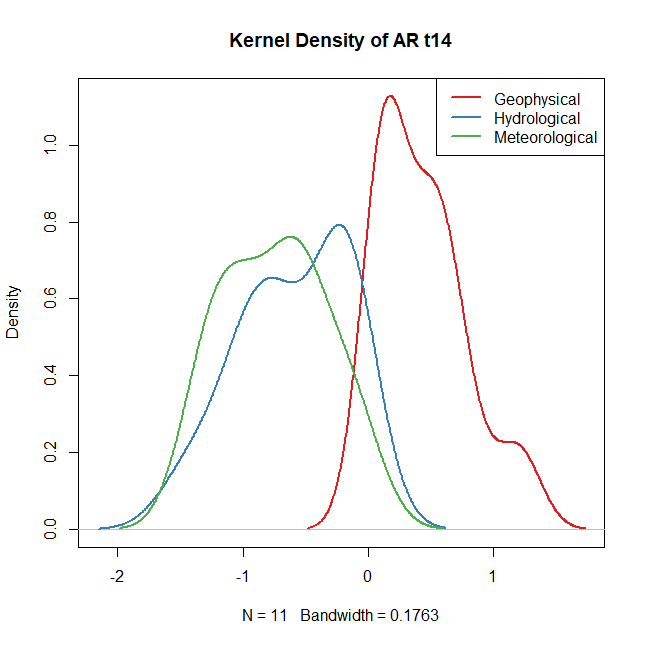 Kernel Density of AR t14
Geophysical
Hydrological
Meteorological
Density
0.0
0.2
0.4
0.6
0.8
1.0
-2
-1
0
1
N = 11   Bandwidth = 0.1763